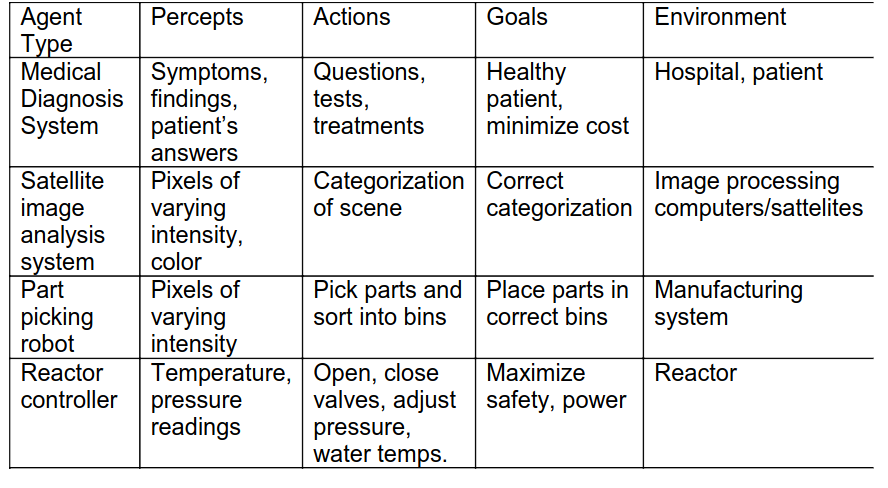 Agent
Type
Percepts
Actions
Goals
Environment
Medical
Diagnosis
System
Symptoms,
findings,
patient's
answers
Questions,
tests,
treatments
Healthy
patient,
minimize cost
Hospital, patient
Satellite
image
analysis
system
Pixels of
varying
intensity,
color
Categorization
of scene
Correct
categorization
Image processing
computers/sattelites
Part
picking
robot
Pixels of
varying
intensity
Pick parts and
sort into bins
Place parts in
correct bins
Manufacturing
system
Reactor
controller
Temperature,
pressure
readings
Open, close
valves, adjust
pressure,
water temps.
Maximize
safety, power
Reactor